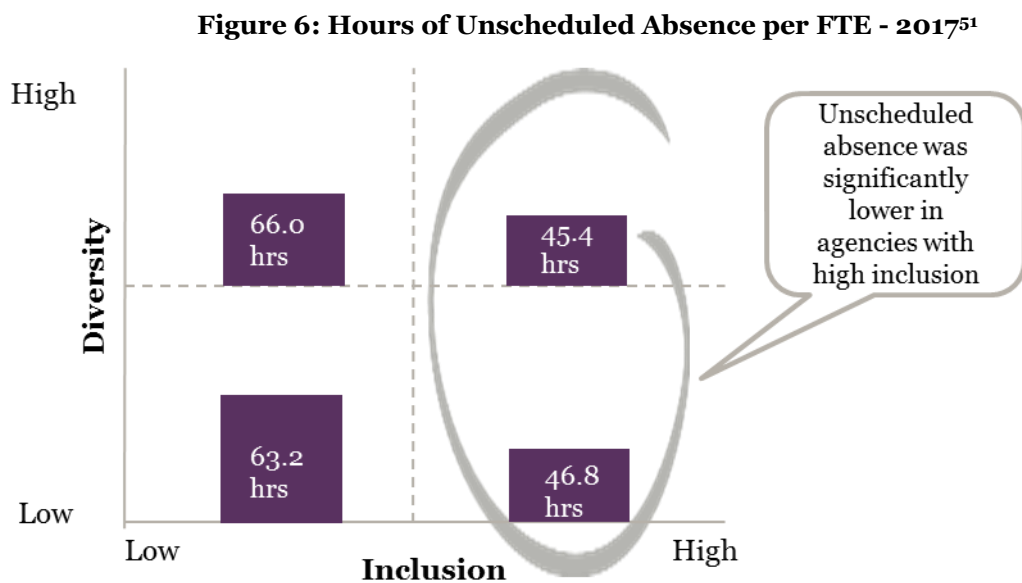 Figure 6: Hours of Unscheduled Absence per FTE - 2017⁵¹
High
Unscheduled
absence was
significantly
lower in
agencies with
high inclusion
66.0
hrs
45.4
hrs
Diversity
63.2
hrs
46.8
hrs
Low
Low
High
Inclusion